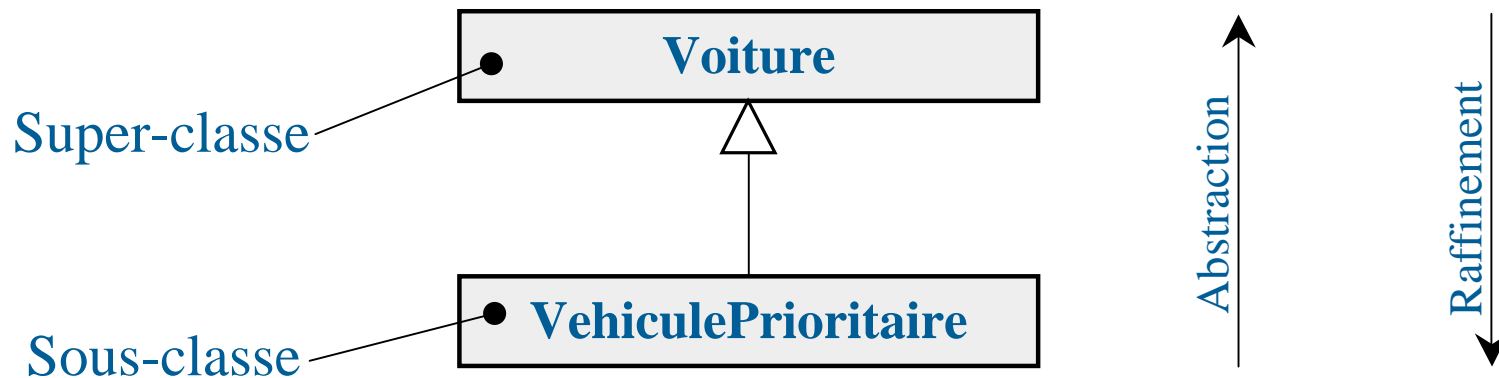 Voiture
Super-classe
Abstraction
Raffinement
VehiculePrioritaire
Sous-classe